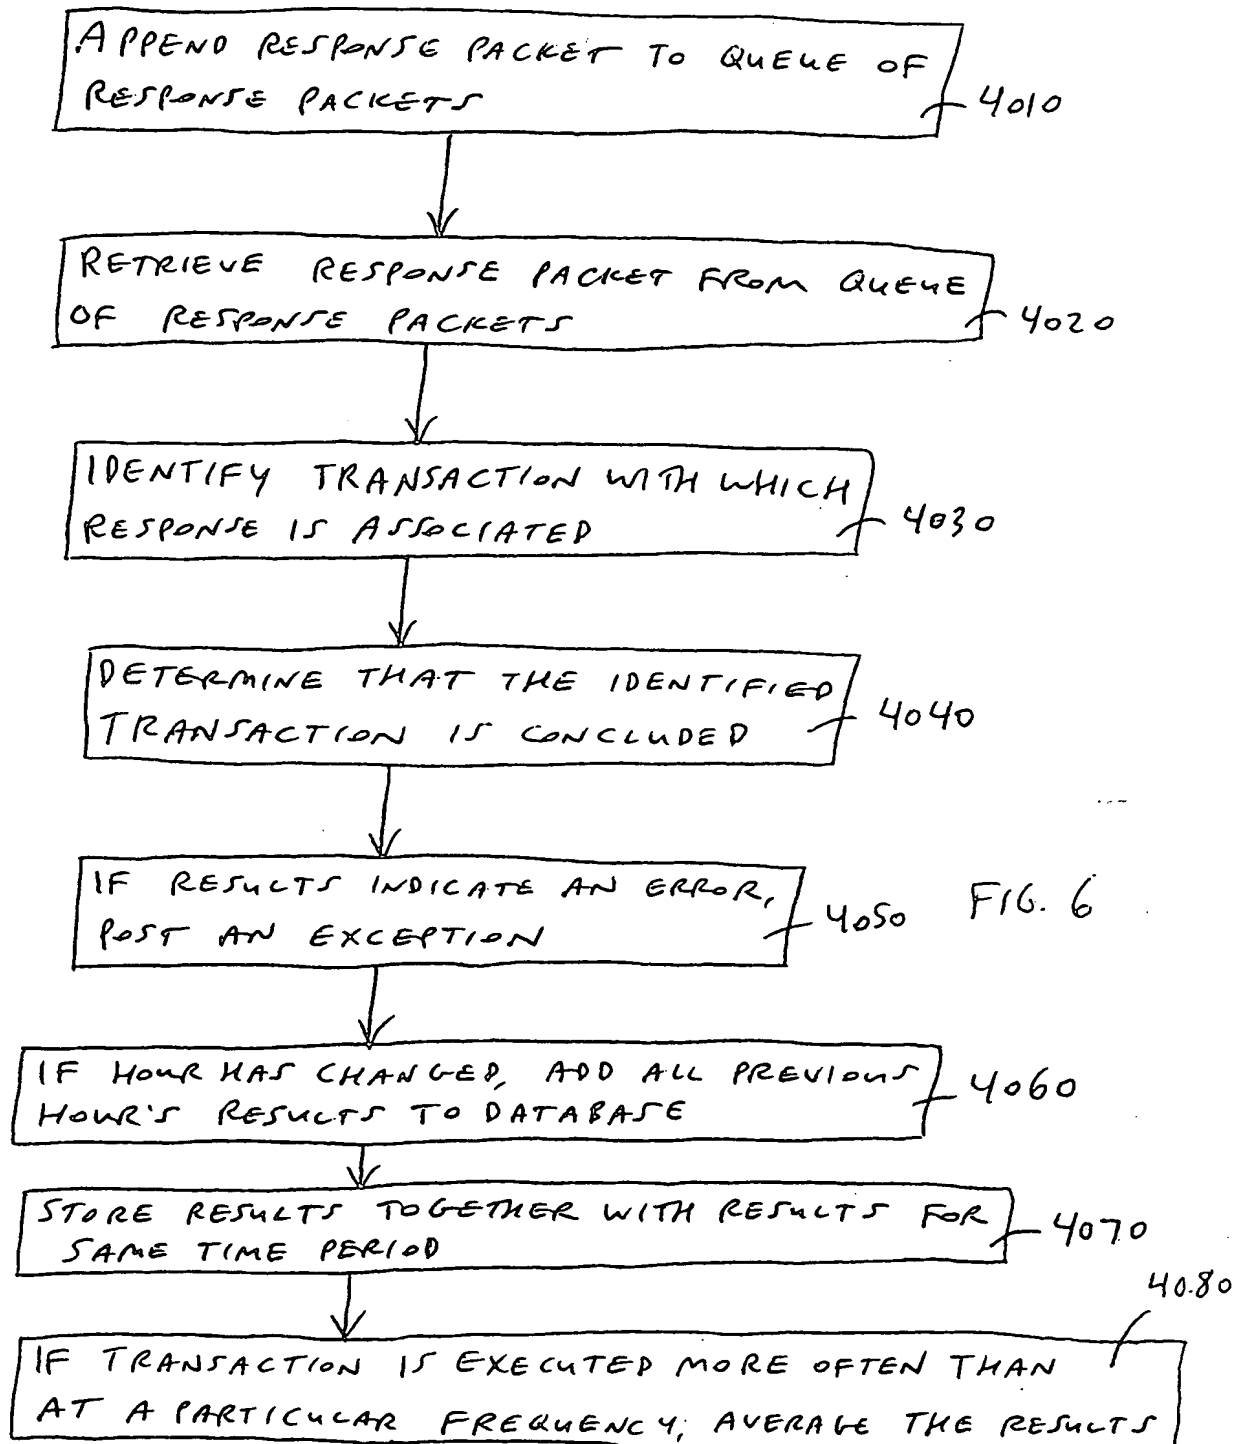 APPEND RESPONSE PACKET TO QUEUE OF
RESPONSE PACKETS
4010
RETRIEVE RESPONSE PACKET FROM QUEUE
OF RESPONSE PACKETS
4020
IDENTIFY TRANSACTION WITH WHICH
RESPONSE IS ASSOCIATED
4030
DETERMINE THAT THE IDENTIFIED
TRANSACTION IS CONCLUDED
4040
IF RESULTS INDICATE AN ERROR,
POST AN EXCEPTION
4050
FIG. 6
IF HOUR HAS CHANGED, ADD ALL PREVIOUS
HOUR'S RESULTS TO DATABASE
4060
STORE RESULTS TOGETHER WITH RESULTS FOR
SAME TIME PERIOD
4070
4080
IF TRANSACTION IS EXECUTED MORE OFTEN THAN
AT A PARTICULAR FREQUENCY, AVERAGE THE RESULTS